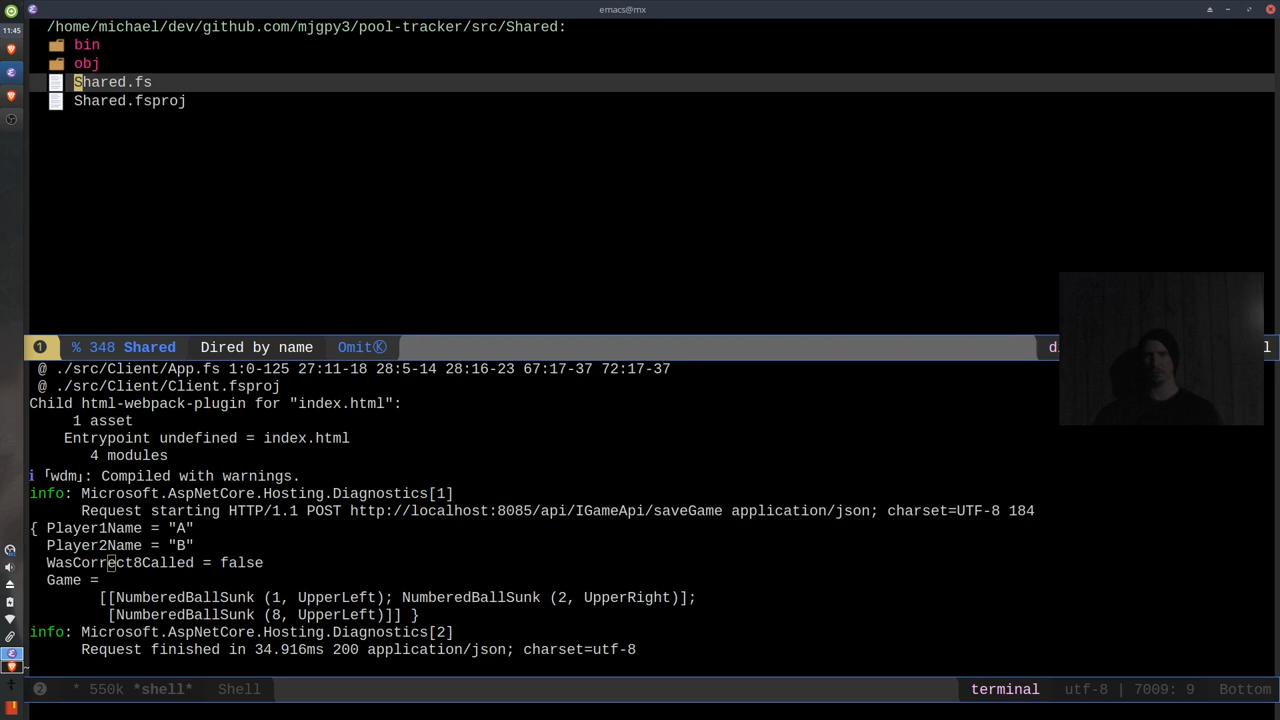 emacs@mx
11:45
/home/michael/dev/github.com/mjgpy3/pool-tracker/src/Shared:
bin
obj
Shared.fs
Shared.fsproj
1 % 348 Shared Dired by name OmitⓀ
@ ./src/Client/App.fs 1:0-125 27:11-18 28:5-14 28:16-23 67:17-37 72:17-37
@ ./src/Client/Client.fsproj
Child html-webpack-plugin for "index.html":
1 asset
Entrypoint undefined = index.html
4 modules
ℹ 「wdm」: Compiled with warnings.
info: Microsoft.AspNetCore.Hosting.Diagnostics[1]
Request starting HTTP/1.1 POST http://localhost:8085/api/IGameApi/saveGame application/json; charset=UTF-8 184
{ Player1Name = "A"
Player2Name = "B"
WasCorrect8Called = false
Game =
[[NumberedBallSunk (1, UpperLeft); NumberedBallSunk (2, UpperRight)];
[NumberedBallSunk (8, UpperLeft)]] }
info: Microsoft.AspNetCore.Hosting.Diagnostics[2]
Request finished in 34.916ms 200 application/json; charset=utf-8
2 * 550k *shell* Shell terminal utf-8 | 7009: 9 Bottom